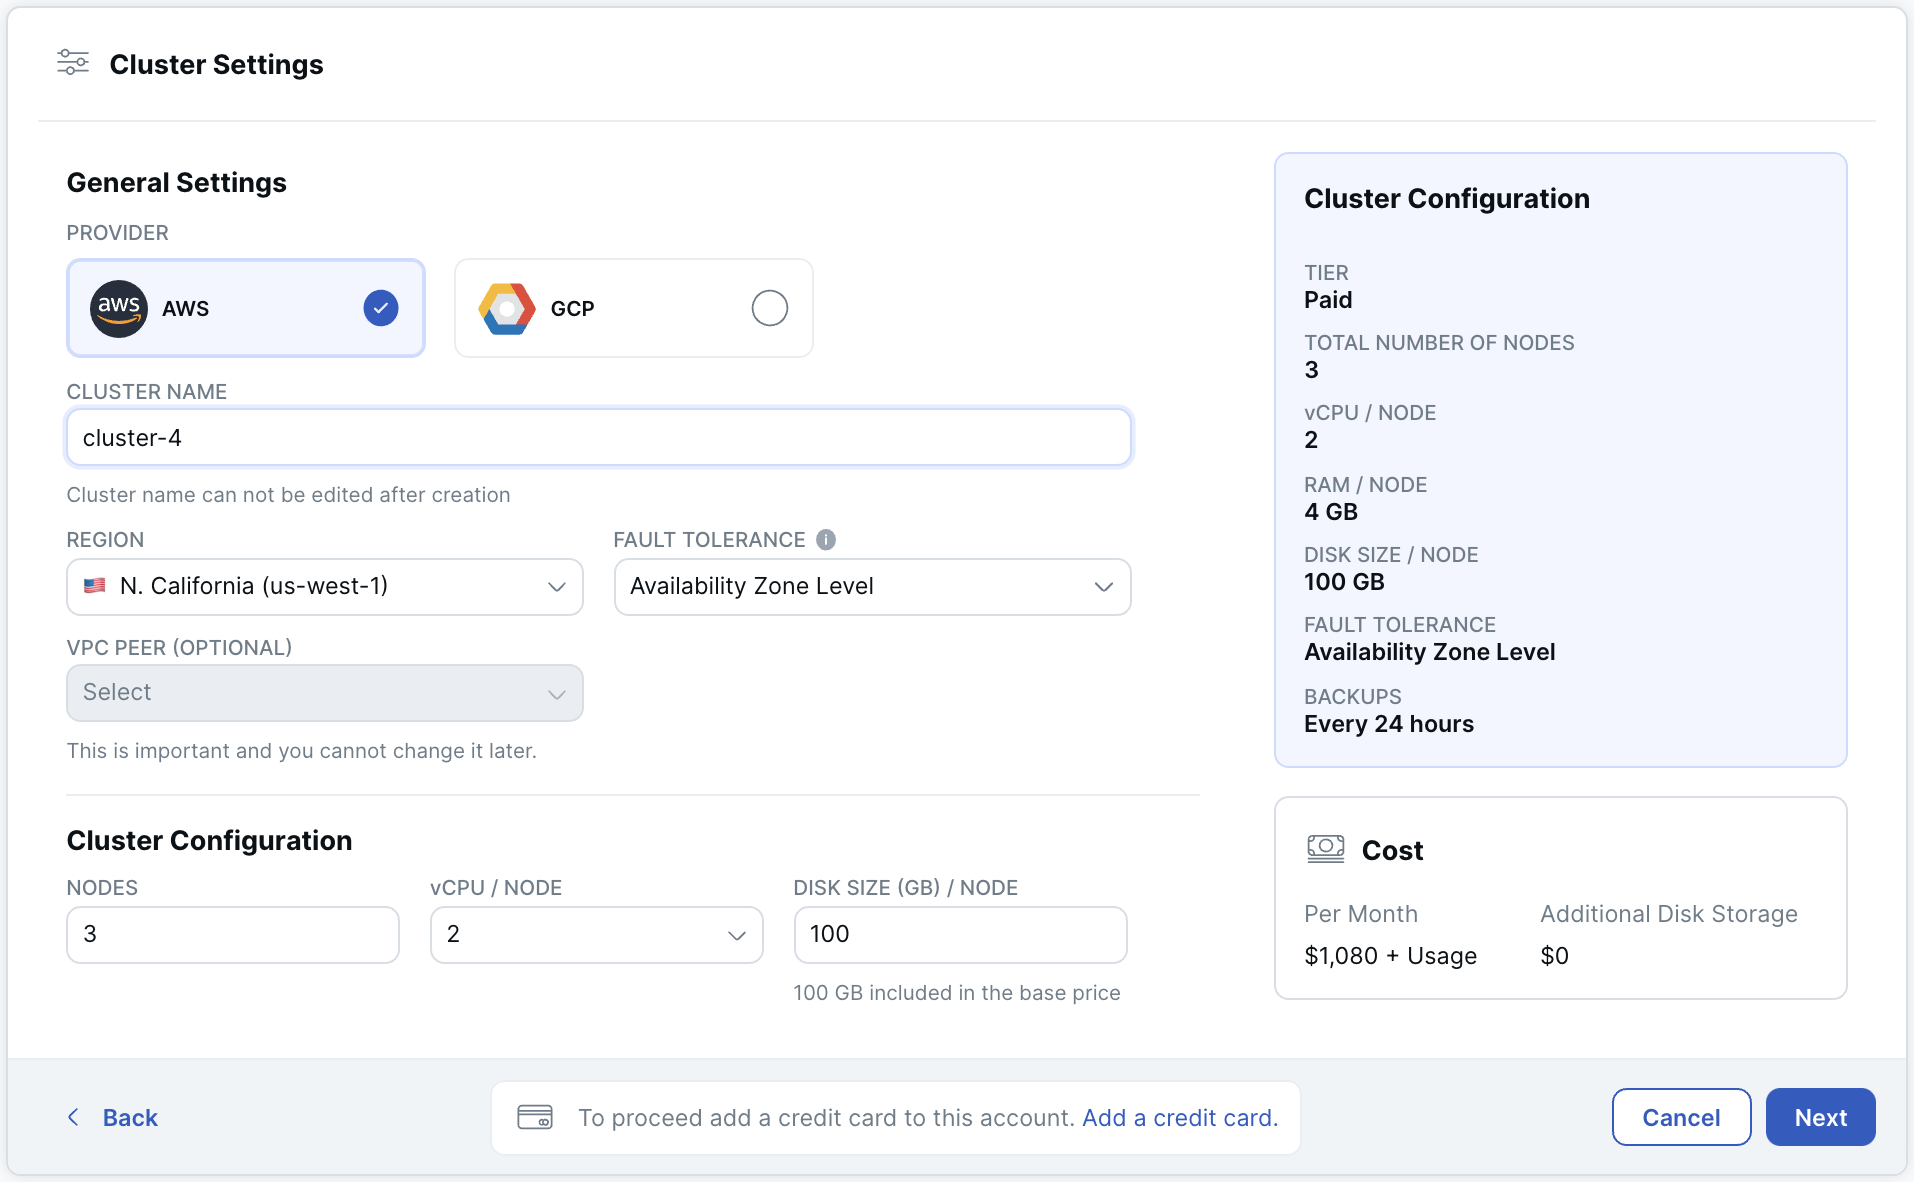 Cluster Settings
General Settings
PROVIDER
aws AWS
GCP
CLUSTER NAME
cluster-4
Cluster name can not be edited after creation
REGION
N. California (us-west-1)
FAULT TOLERANCE i
Availability Zone Level
VPC PEER (OPTIONAL)
Select
This is important and you cannot change it later.
Cluster Configuration
NODES
3
vCPU / NODE
2
DISK SIZE (GB) / NODE
100
100 GB included in the base price
Cluster Configuration
TIER
Paid
TOTAL NUMBER OF NODES
3
vCPU / NODE
2
RAM / NODE
4 GB
DISK SIZE / NODE
100 GB
FAULT TOLERANCE
Availability Zone Level
BACKUPS
Every 24 hours
Cost
Per Month
$1,080 + Usage
Additional Disk Storage
$0
Back
To proceed add a credit card to this account. Add a credit card.
Cancel
Next